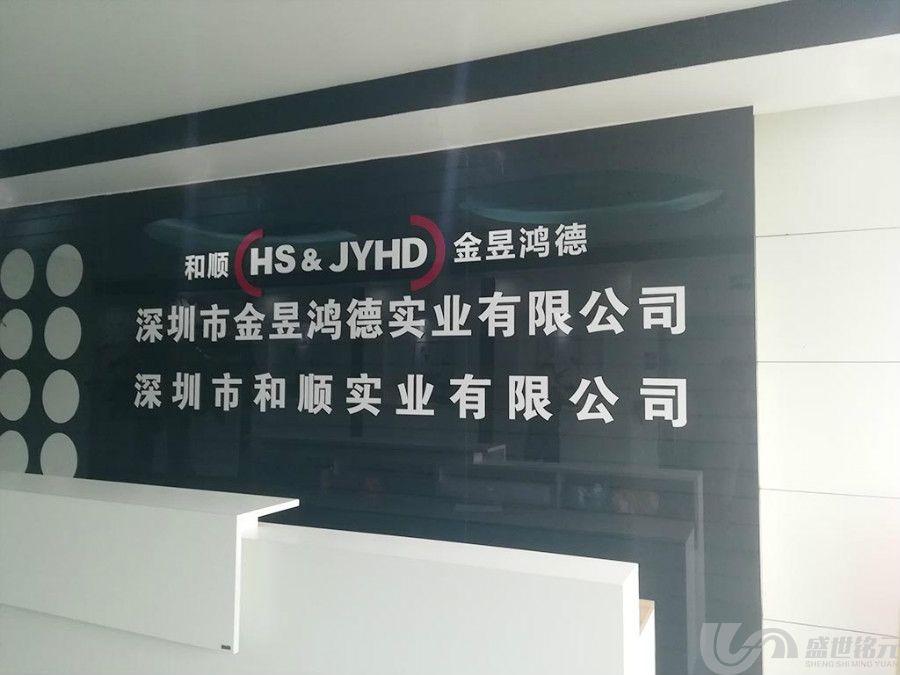 和顺 HS & JYHD 金昱鸿德
深圳市金昱鸿德实业有限公司
深圳市和顺实业有限公司
盛世铭元
SHENG SHI MING YUAN